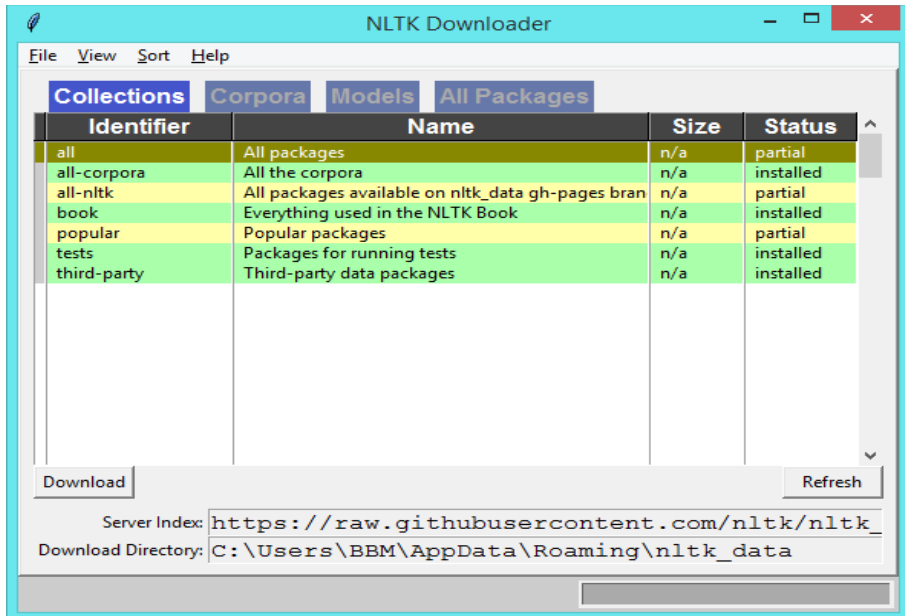 NLTK Downloader
File View Sort Help
Collections Corpora Models All Packages
Identifier Name Size Status
all All packages n/a partial
all-corpora All the corpora n/a installed
all-nltk All packages available on nltk_data gh-pages bran n/a partial
book Everything used in the NLTK Book n/a installed
popular Popular packages n/a partial
tests Packages for running tests n/a installed
third-party Third-party data packages n/a installed
Download Refresh
Server Index: https://raw.githubusercontent.com/nltk/nltk_
Download Directory: C:\Users\BBM\AppData\Roaming\nltk_data